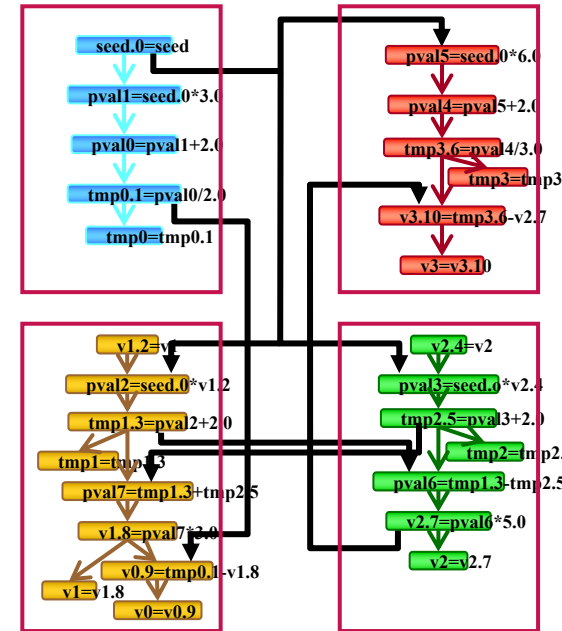 seed.0=seed
pval1=seed.0*3.0
pval0=pval1+2.0
tmp0.1=pval0/2.0
tmp0=tmp0.1
pval5=seed.0*6.0
pval4=pval5+2.0
tmp3.6=pval4/3.0
tmp3=tmp3
v3.10=tmp3.6-v2.7
v3=v3.10
v1.2=v1
pval2=seed.0*v1.2
tmp1.3=pval2+2.0
tmp1=tmp1.3
pval7=tmp1.3+tmp2.5
v1.8=pval7*3.0
v0.9=tmp0.1-v1.8
v1=v1.8
v0=v0.9
v2.4=v2
pval3=seed.o*v2.4
tmp2.5=pval3+2.0
tmp2=tmp2.
pval6=tmp1.3-tmp2.5
v2.7=pval6*5.0
v2=v2.7